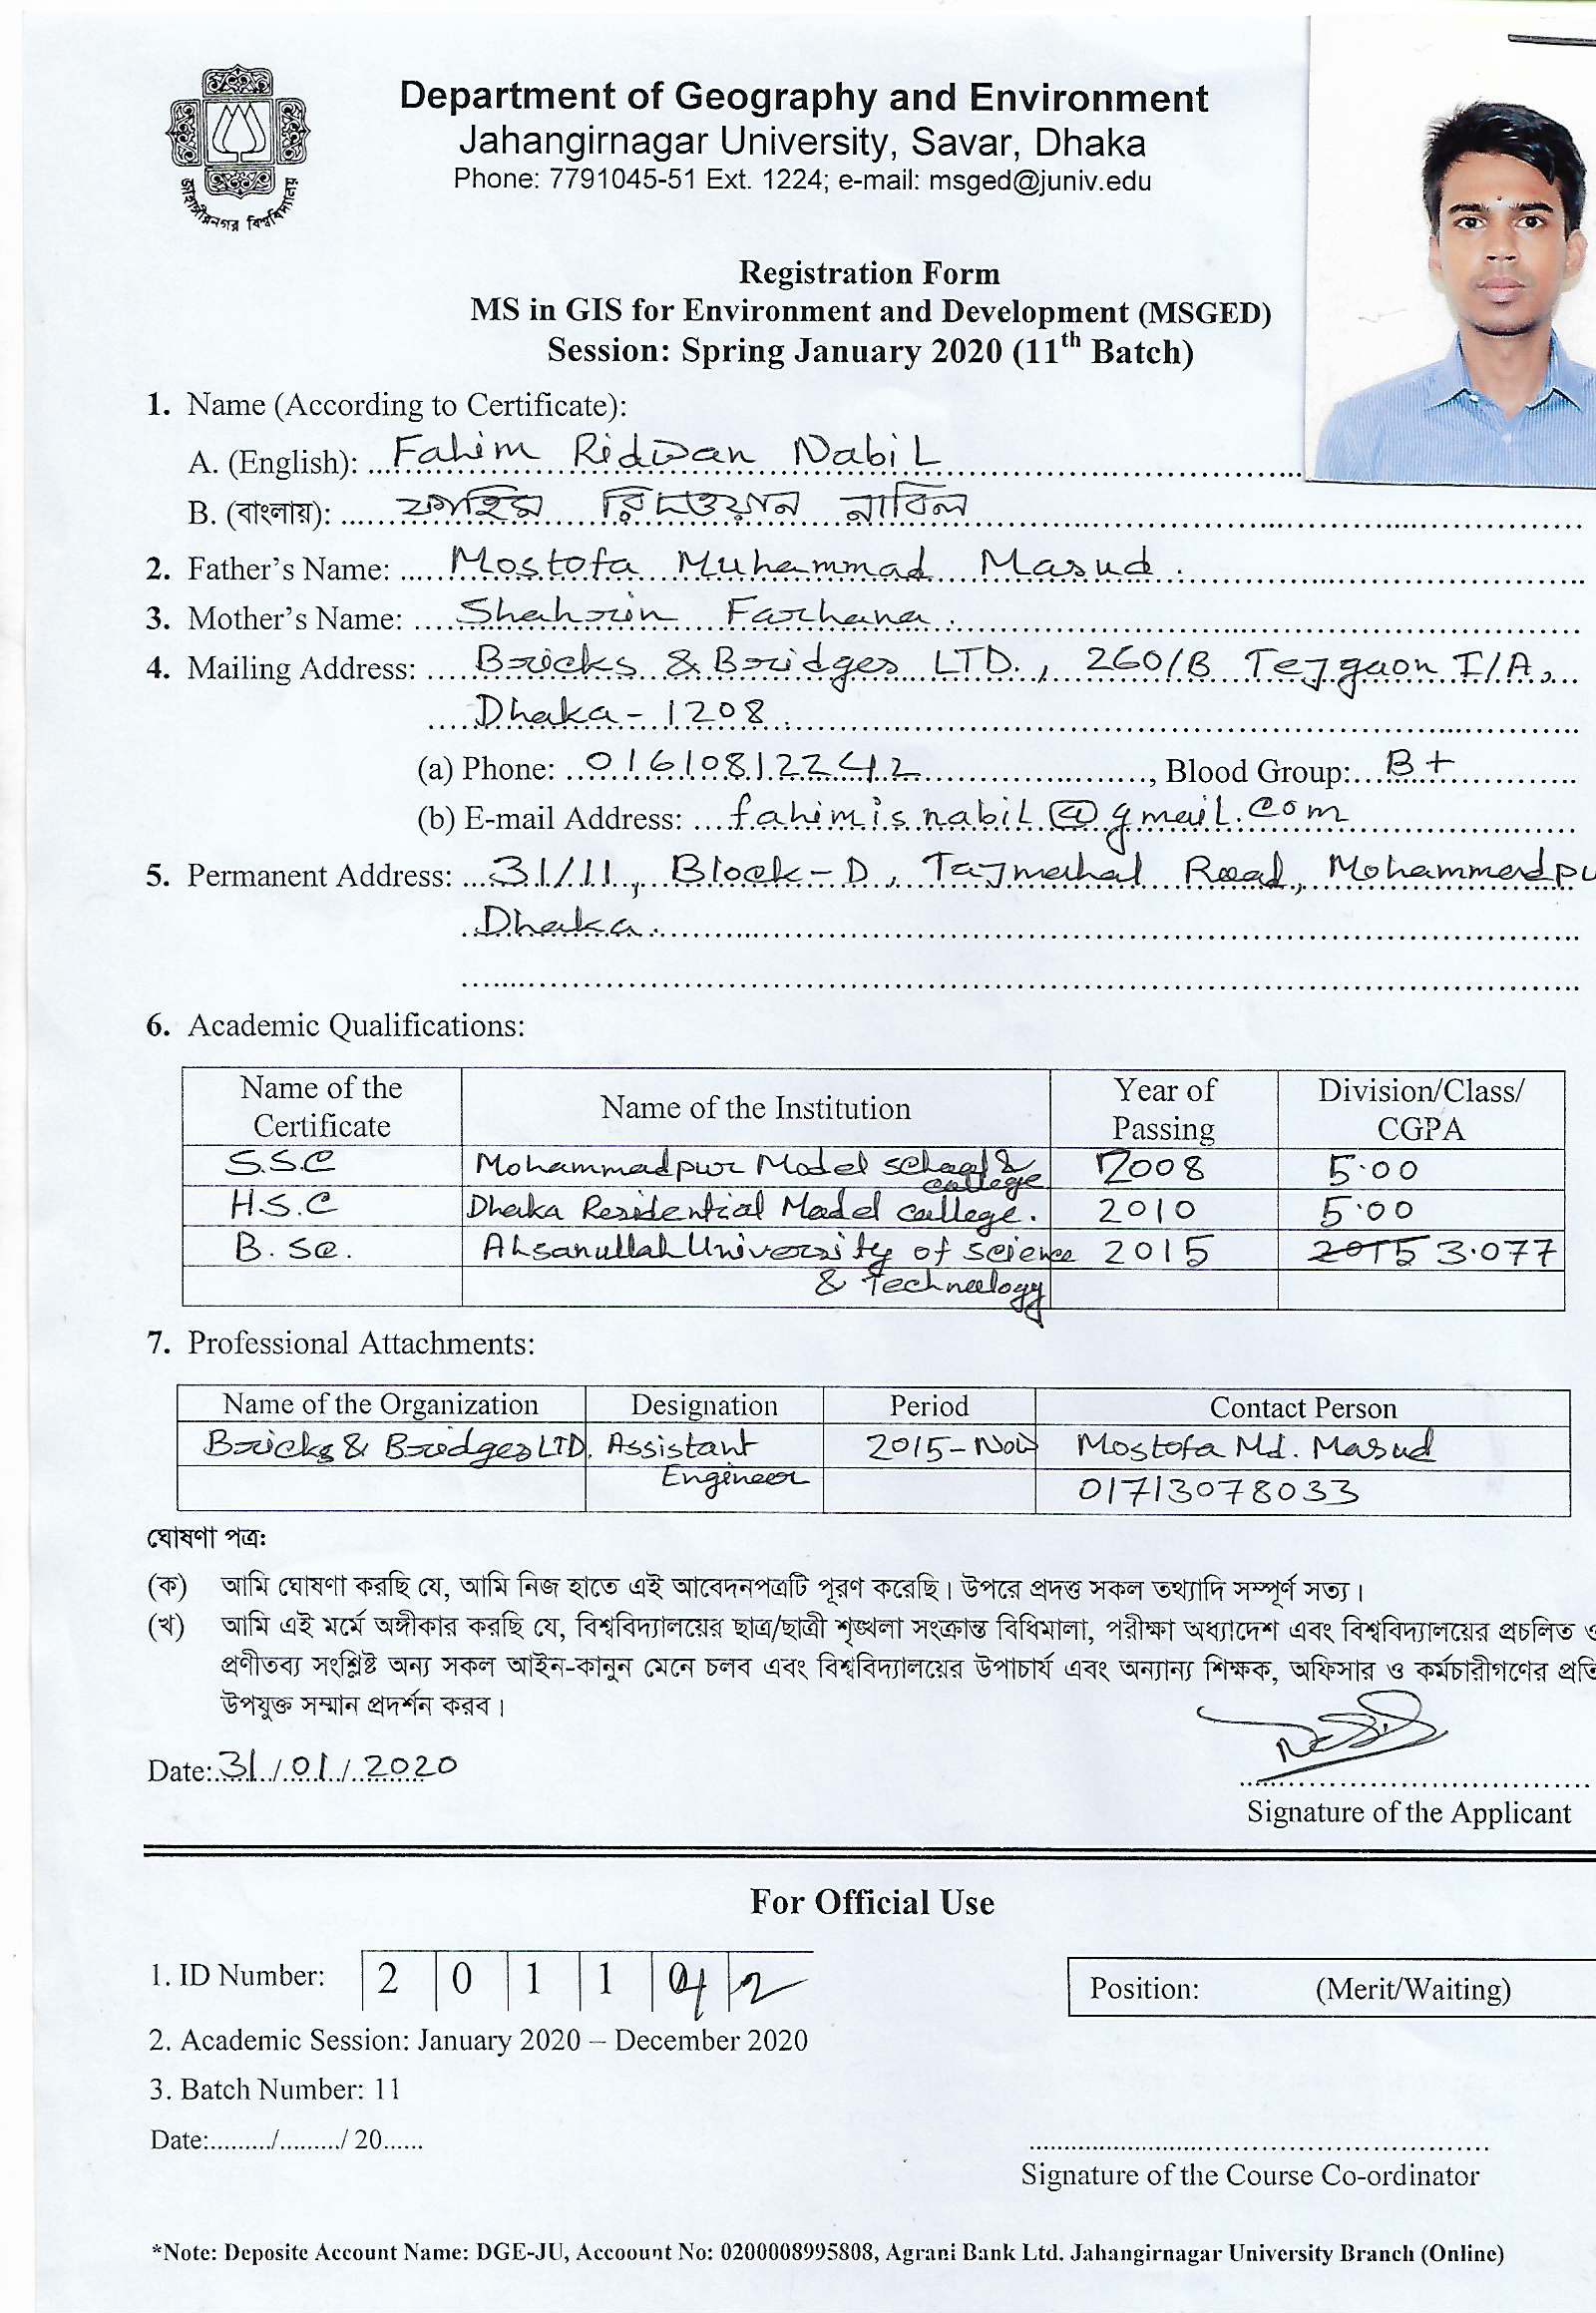 জাহাঙ্গীরনগর বিশ্ববিদ্যালয়
Department of Geography and Environment
Jahangirnagar University, Savar, Dhaka
Phone: 7791045-51 Ext. 1224; e-mail: msged@juniv.edu
Registration Form
MS in GIS for Environment and Development (MSGED)
Session: Spring January 2020 (11th Batch)
1. Name (According to Certificate):
A. (English): Fahim Ridwan Nabil
B. (বাংলায়): ফাহিম রিদওয়ান নাবিল
2. Father's Name: Mostofa Muhammad Masud.
3. Mother's Name: Shahrin Farhana.
4. Mailing Address: Bricks & Bridges LTD., 260/B Tejgaon I/A,
Dhaka-1208.
(a) Phone: 01610812242, Blood Group: B+
(b) E-mail Address: fahimisnabil@gmail.com
5. Permanent Address: 31/11, Block-D, Tajmahal Road, Mohammadpu
Dhaka.
6. Academic Qualifications:
Name of the Certificate Name of the Institution Year of Passing Division/Class/ CGPA
S.S.C Mohammadpur Model school & college 2008 5.00
H.S.C Dhaka Residential Model college. 2010 5.00
B. Sc. Ahsanullah University of science 2015 2015 3.077
& Technology
7. Professional Attachments:
Name of the Organization Designation Period Contact Person
Bricks & Bridges LTD. Assistant 2015-Now Mostofa Md. Masud
Engineer 01713078033
ঘোষণা পত্র:
(ক) আমি ঘোষণা করছি যে, আমি নিজ হাতে এই আবেদনপত্রটি পূরণ করেছি। উপরে প্রদত্ত সকল তথ্যাদি সম্পূর্ণ সত্য।
(খ) আমি এই মর্মে অঙ্গীকার করছি যে, বিশ্ববিদ্যালয়ের ছাত্র/ছাত্রী শৃঙ্খলা সংক্রান্ত বিধিমালা, পরীক্ষা অধ্যাদেশ এবং বিশ্ববিদ্যালয়ের প্রচলিত ও
প্রণীতব্য সংশ্লিষ্ট অন্য সকল আইন-কানুন মেনে চলব এবং বিশ্ববিদ্যালয়ের উপাচার্য এবং অন্যান্য শিক্ষক, অফিসার ও কর্মচারীগণের প্রতি
উপযুক্ত সম্মান প্রদর্শন করব।
Date: 31/01/2020
Signature of the Applicant
For Official Use
1. ID Number: 2 0 1 1 4 2
Position: (Merit/Waiting)
2. Academic Session: January 2020 – December 2020
3. Batch Number: 11
Date:........./........./ 20......
Signature of the Course Co-ordinator
*Note: Deposite Account Name: DGE-JU, Accoount No: 0200008995808, Agrani Bank Ltd. Jahangirnagar University Branch (Online)